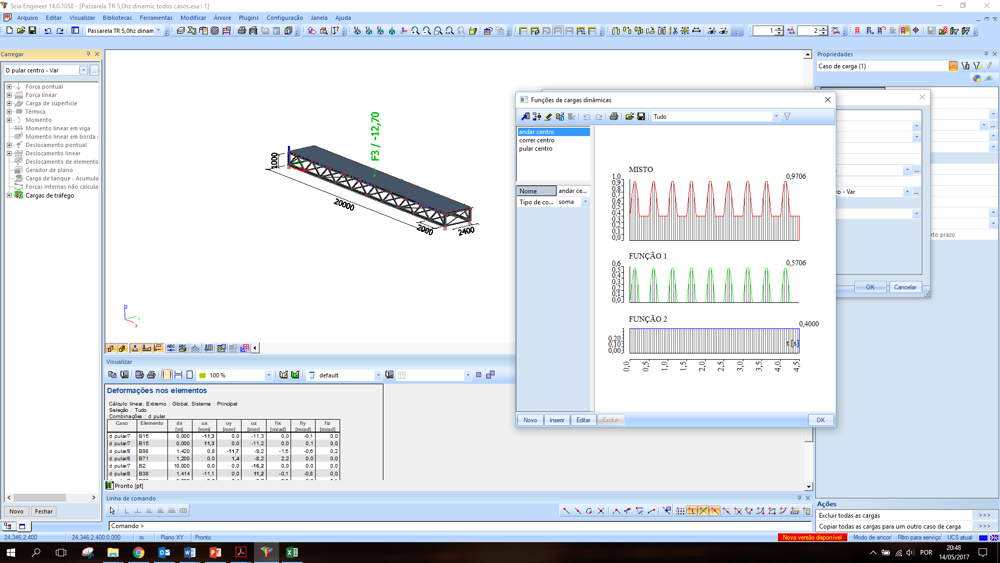 Scia Engineer 14.0.1058 - [Passarela TR 5,0hz dinamic todos casos.esa : 1]
Arquivo Editar Visualizar Bibliotecas Ferramentas Modificar Árvore Plugins Configuração Janela Ajuda
Passarela TR 5,0hz dinam
1
2
Carregar
D pular centro - Var
...
Força pontual
Força linear
Carga de superfície
Térmica
Momento
Momento linear em viga
Momento linear em borda
Deslocamento pontual
Deslocamento linear
Deslocamento de elemento
Gerador de plano
Carga de tanque - Acumula
Forças internas não calcula
Cargas de tráfego
Novo Fechar
F3 / -12,70
1000
20000
2000
2400
z
Y
x
Visualizar
100 %
default
Deformações nos elementos
Cálculo linear, Extremo : Global, Sistema : Principal
Seleção : Tudo
Combinações : d pular
Caso Elemento dx ux uy uz fix fiy fiz
[m] [mm] [mm] [mm] [mrad] [mrad] [mrad]
d pular/7 B16 0,000 -11,3 0,0 -11,3 0,0 -0,1 0,0
d pular/7 B15 0,000 11,3 0,0 -11,2 0,0 0,1 0,0
d pular/8 B98 1,420 0,8 -11,7 -9,2 -1,5 -0,6 0,2
d pular/8 B71 1,200 0,0 1,4 -8,2 2,2 0,0 0,0
d pular/7 B2 10,000 0,0 0,0 -16,2 0,0 0,0 0,0
d pular/8 B38 1,414 -11,1 0,0 11,2 -0,1 -0,8 0,0
Pronto [pt]
Linha de comando
Comando >
Funções de cargas dinâmicas
Tudo
andar centro
correr centro
pular centro
Nome andar ce...
Tipo de co... soma
MISTO
0,9706
1,0
0,9
0,8
0,7
0,6
0,5
0,4
0,3
0,2
0,1
0,0
FUNÇÃO 1
0,5706
0,6
0,5
0,4
0,3
0,2
0,1
0,0
FUNÇÃO 2
0,4000
0,20
0,10
0,00
t [s]
0,0 0,5 1,0 1,5 2,0 2,5 3,0 3,5 4,0 4,5
Novo Inserir Editar Excluir OK
ro - Var
OK Cancelar
Propriedades
Caso de carga (1)
rto prazo
Ações
Excluir todas as cargas >>>
Copiar todas as cargas para um outro caso de carga >>>
24,346;2,400 24,346;2,400;0,000 m Plano XY Pronto
Nova versão disponível Modo de ancor Filtro para serviço UCS atual
POR
20:48
14/05/2017